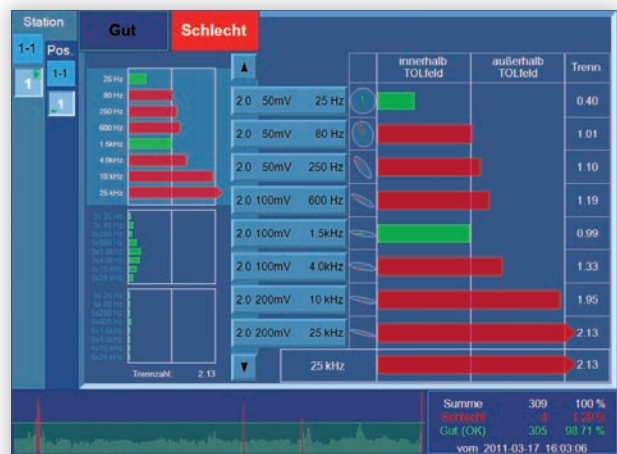 Station
Gut
Schlecht
1-1
Pos.
1
1-1
1
innerhalb TOLfeld
außerhalb TOLfeld
Trenn.
25 Hz
80 Hz
250 Hz
600 Hz
1.5kHz
4.0kHz
10 kHz
25 kHz
2.0 50mV 25 Hz 0.40
2.0 50mV 80 Hz 1.01
2.0 50mV 250 Hz 1.10
2.0 100mV 600 Hz 1.19
2.0 100mV 1.5kHz 0.99
2.0 100mV 4.0kHz 1.33
2.0 200mV 10 kHz 1.95
2.0 200mV 25 kHz 2.13
Trennzahl: 2.13
25 kHz 2.13
Summe 309 100 %
Schlecht 4 1.29 %
Gut (OK) 305 98.71 %
vom 2011-03-17 16:03:06